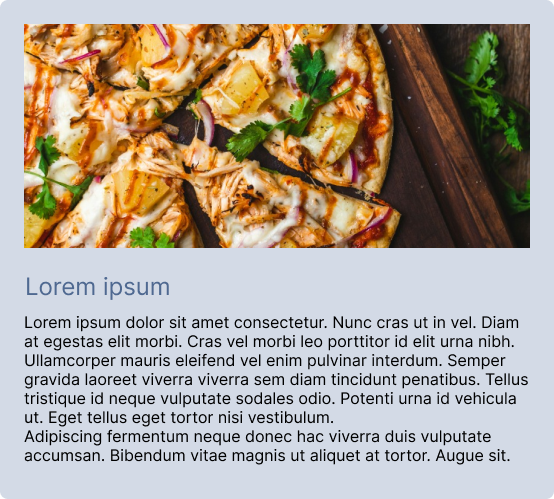 Lorem ipsum
Lorem ipsum dolor sit amet consectetur. Nunc cras ut in vel. Diam
at egestas elit morbi. Cras vel morbi leo porttitor id elit urna nibh.
Ullamcorper mauris eleifend vel enim pulvinar interdum. Semper
gravida laoreet viverra viverra sem diam tincidunt penatibus. Tellus
tristique id neque vulputate sodales odio. Potenti urna id vehicula
ut. Eget tellus eget tortor nisi vestibulum.
Adipiscing fermentum neque donec hac viverra duis vulputate
accumsan. Bibendum vitae magnis ut aliquet at tortor. Augue sit.